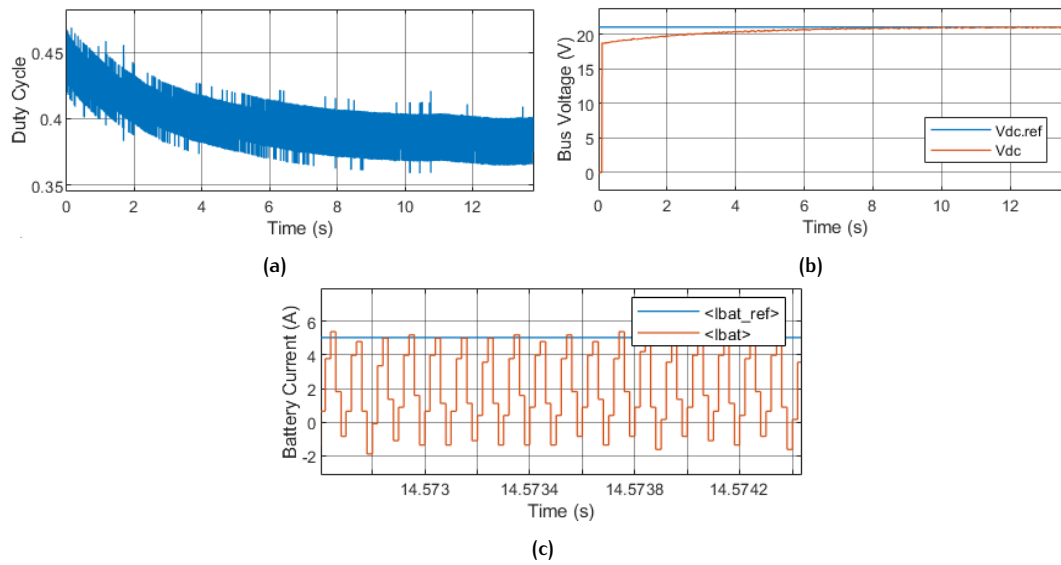 0.45
0.4
0.35
Duty Cycle
0 2 4 6 8 10 12
Time (s)
(a)
20
15
10
5
0
Bus Voltage (V)
Vdc.ref
Vdc
0 2 4 6 8 10 12
Time (s)
(b)
6
4
2
0
-2
Battery Current (A)
<Ibat_ref>
<Ibat>
14.573 14.5734 14.5738 14.5742
Time (s)
(c)